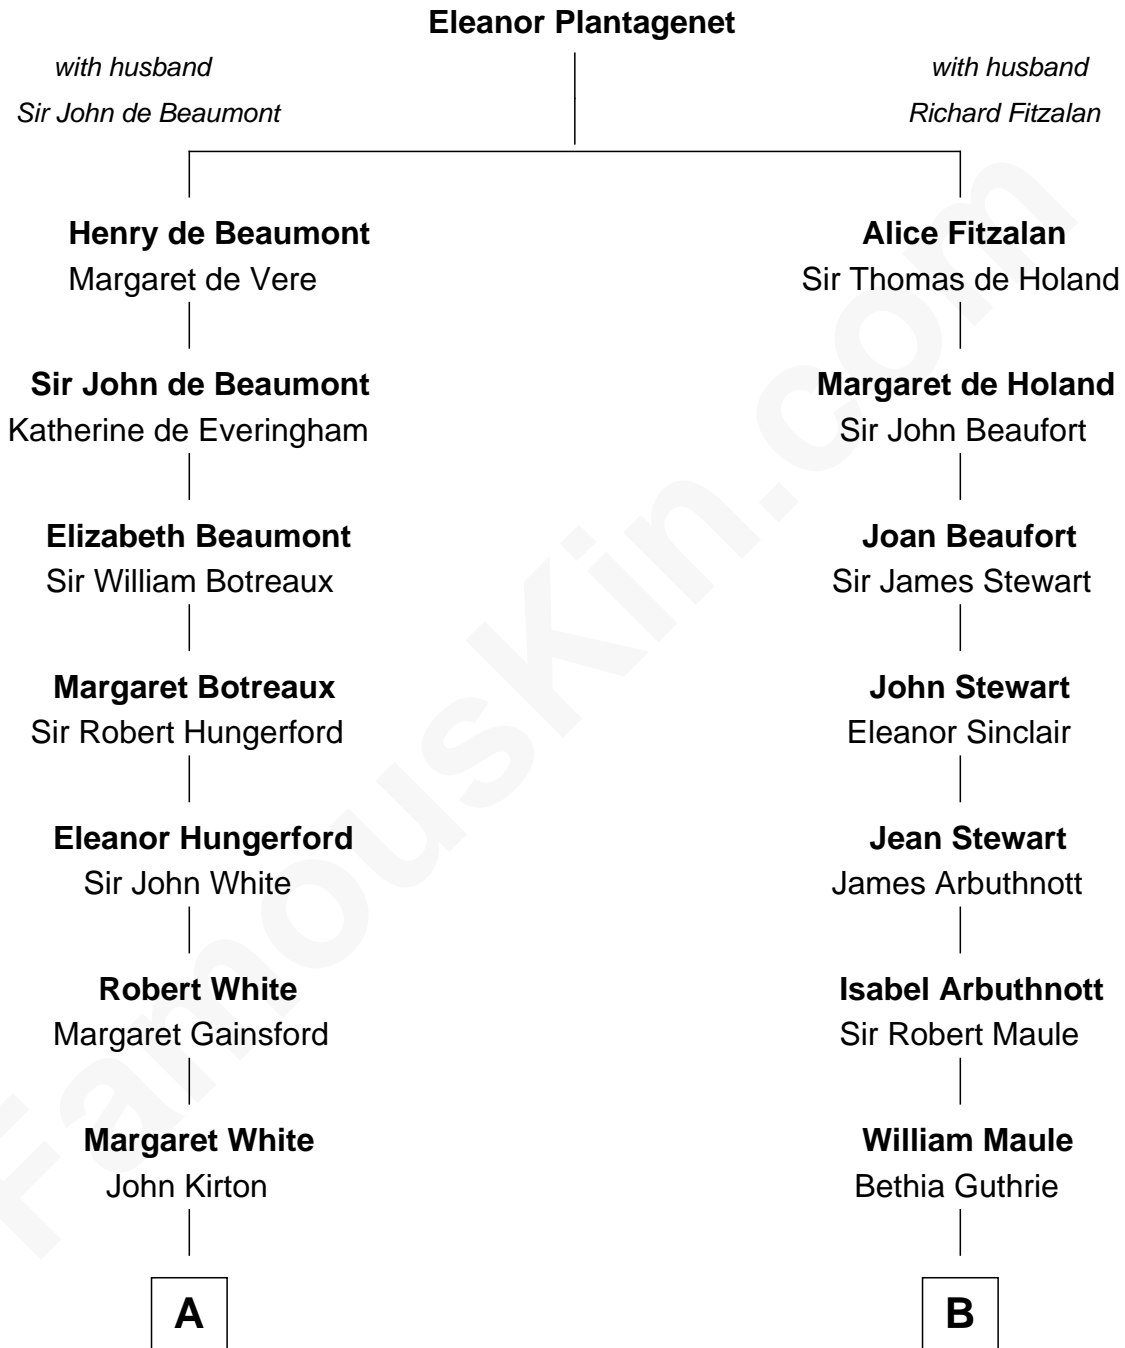 Eleanor Plantagenet
with husband
Sir John de Beaumont
with husband
Richard Fitzalan
Henry de Beaumont
Margaret de Vere
Alice Fitzalan
Sir Thomas de Holand
Sir John de Beaumont
Katherine de Everingham
Margaret de Holand
Sir John Beaufort
Elizabeth Beaumont
Sir William Botreaux
Joan Beaufort
Sir James Stewart
Margaret Botreaux
Sir Robert Hungerford
John Stewart
Eleanor Sinclair
Eleanor Hungerford
Sir John White
Jean Stewart
James Arbuthnott
Robert White
Margaret Gainsford
Isabel Arbuthnott
Sir Robert Maule
Margaret White
John Kirton
William Maule
Bethia Guthrie
A
B
FamousKin.com